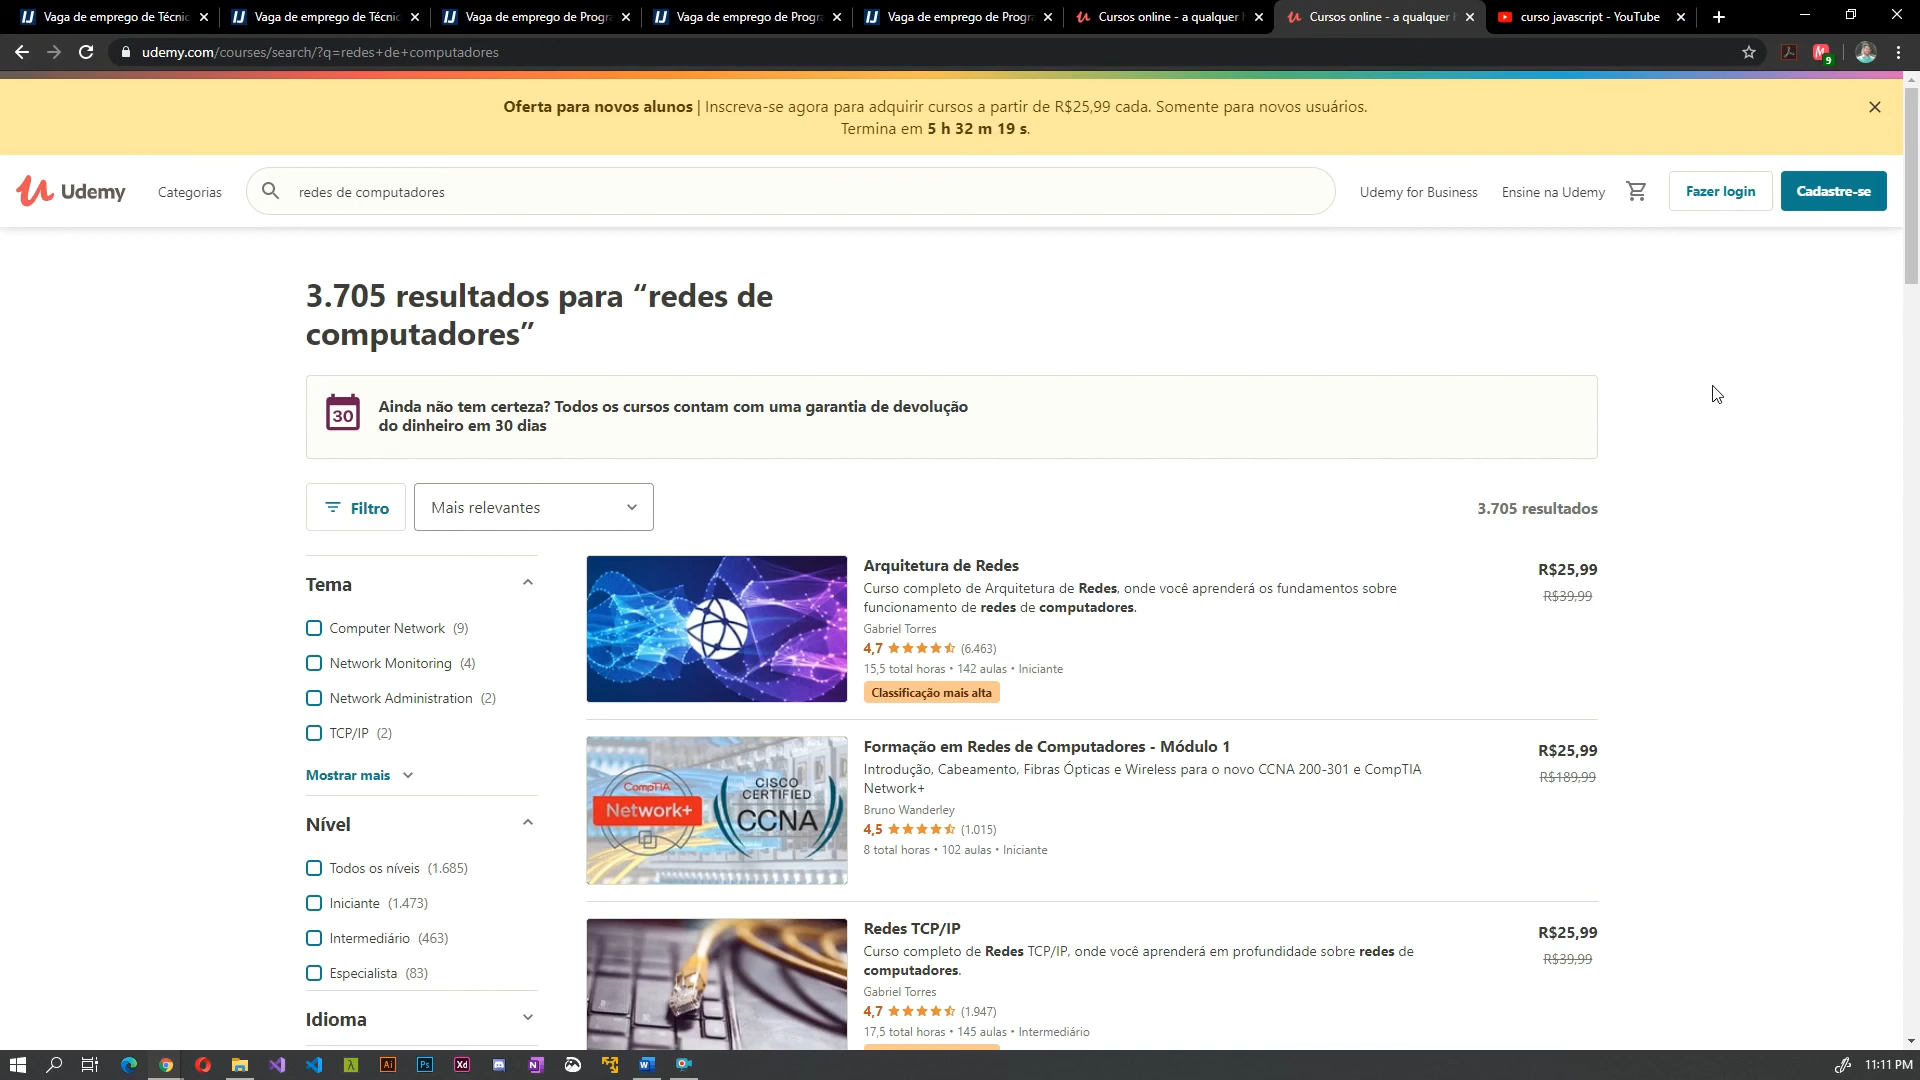 Vaga de emprego de Técnic
Vaga de emprego de Técnic
Vaga de emprego de Progra
Vaga de emprego de Progra
Vaga de emprego de Progra
Cursos online - a qualquer
Cursos online - a qualquer
curso javascript - YouTube
udemy.com/courses/search/?q=redes+de+computadores
9
Oferta para novos alunos | Inscreva-se agora para adquirir cursos a partir de R$25,99 cada. Somente para novos usuários.
Termina em 5 h 32 m 19 s.
Udemy
Categorias
redes de computadores
Udemy for Business
Ensine na Udemy
Fazer login
Cadastre-se
3.705 resultados para “redes de
computadores”
30
Ainda não tem certeza? Todos os cursos contam com uma garantia de devolução
do dinheiro em 30 dias
Filtro
Mais relevantes
3.705 resultados
Tema
Computer Network (9)
Network Monitoring (4)
Network Administration (2)
TCP/IP (2)
Mostrar mais
Nível
Todos os níveis (1.685)
Iniciante (1.473)
Intermediário (463)
Especialista (83)
Idioma
Arquitetura de Redes
Curso completo de Arquitetura de Redes, onde você aprenderá os fundamentos sobre
funcionamento de redes de computadores.
Gabriel Torres
4,7 (6.463)
15,5 total horas • 142 aulas • Iniciante
Classificação mais alta
R$25,99
R$39,99
CompTIA
Network+
CISCO
CERTIFIED
CCNA
Formação em Redes de Computadores - Módulo 1
Introdução, Cabeamento, Fibras Ópticas e Wireless para o novo CCNA 200-301 e CompTIA
Network+
Bruno Wanderley
4,5 (1.015)
8 total horas • 102 aulas • Iniciante
R$25,99
R$189,99
Redes TCP/IP
Curso completo de Redes TCP/IP, onde você aprenderá em profundidade sobre redes de
computadores.
Gabriel Torres
4,7 (1.947)
17,5 total horas • 145 aulas • Intermediário
R$25,99
R$39,99
Ai
Ps
Xd
N
11:11 PM